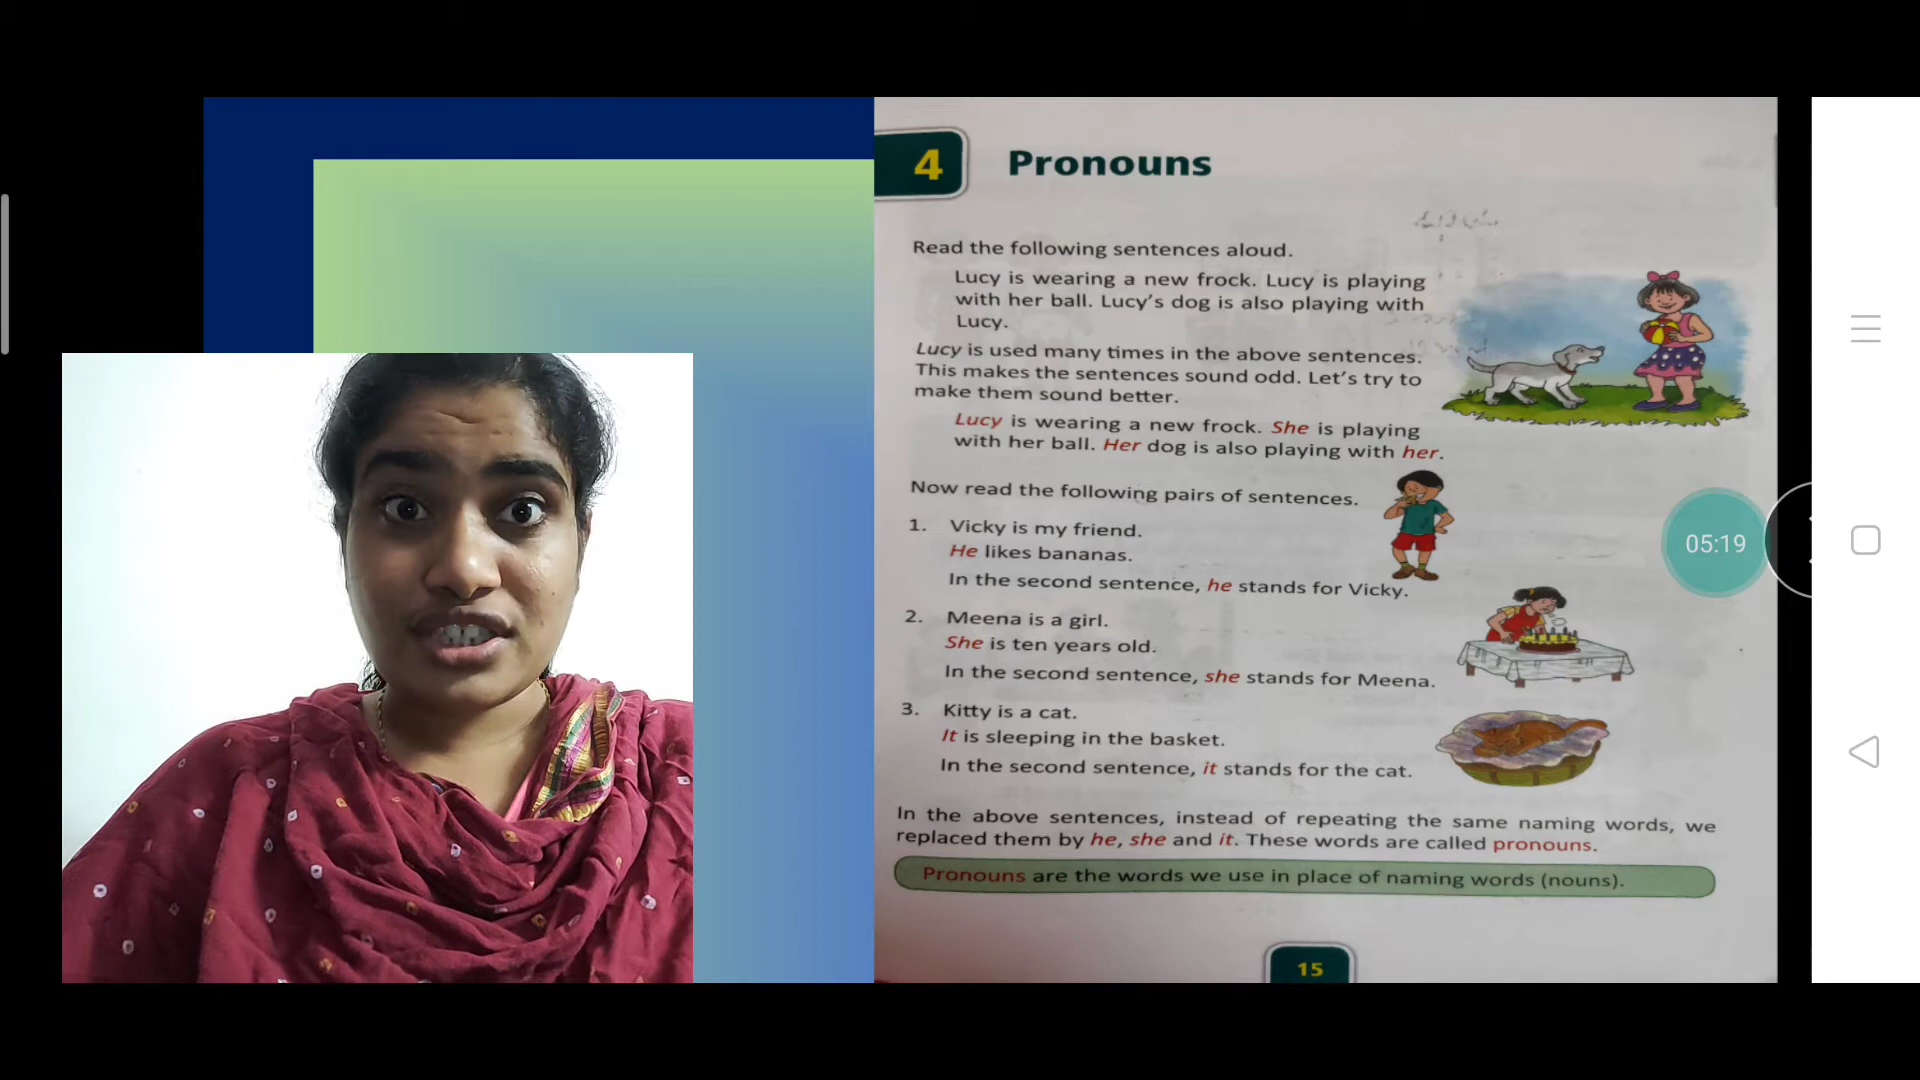 4 Pronouns
Read the following sentences aloud.
Lucy is wearing a new frock. Lucy is playing
with her ball. Lucy's dog is also playing with
Lucy.
Lucy is used many times in the above sentences.
This makes the sentences sound odd. Let's try to
make them sound better.
Lucy is wearing a new frock. She is playing
with her ball. Her dog is also playing with her.
Now read the following pairs of sentences.
1. Vicky is my friend.
He likes bananas.
In the second sentence, he stands for Vicky.
2. Meena is a girl.
She is ten years old.
In the second sentence, she stands for Meena.
3. Kitty is a cat.
It is sleeping in the basket.
In the second sentence, it stands for the cat.
In the above sentences, instead of repeating the same naming words, we
replaced them by he, she and it. These words are called pronouns.
Pronouns are the words we use in place of naming words (nouns).
15
05:19